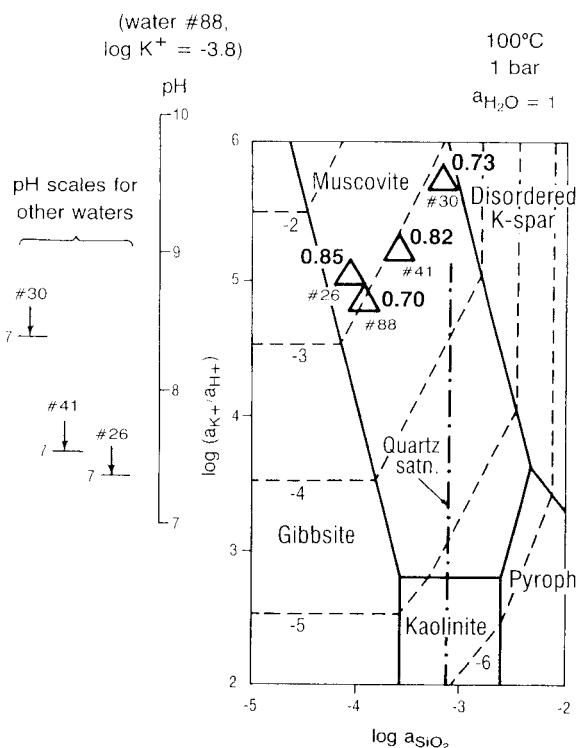 (water #88,
log K+ = -3.8)
pH
100°C
1 bar
aH2O = 1
10
9
8
7
pH scales for
other waters
#30
7
#41
7
#26
7
log (aK+/aH+)
6
5
4
3
2
Muscovite
0.73
#30
Disordered
K-spar
-2
0.82
#41
0.85
#26
0.70
#88
-3
Quartz
satn.
-4
Gibbsite
Pyroph
-5
Kaolinite
-6
-5
-4
-3
-2
log aSiO2